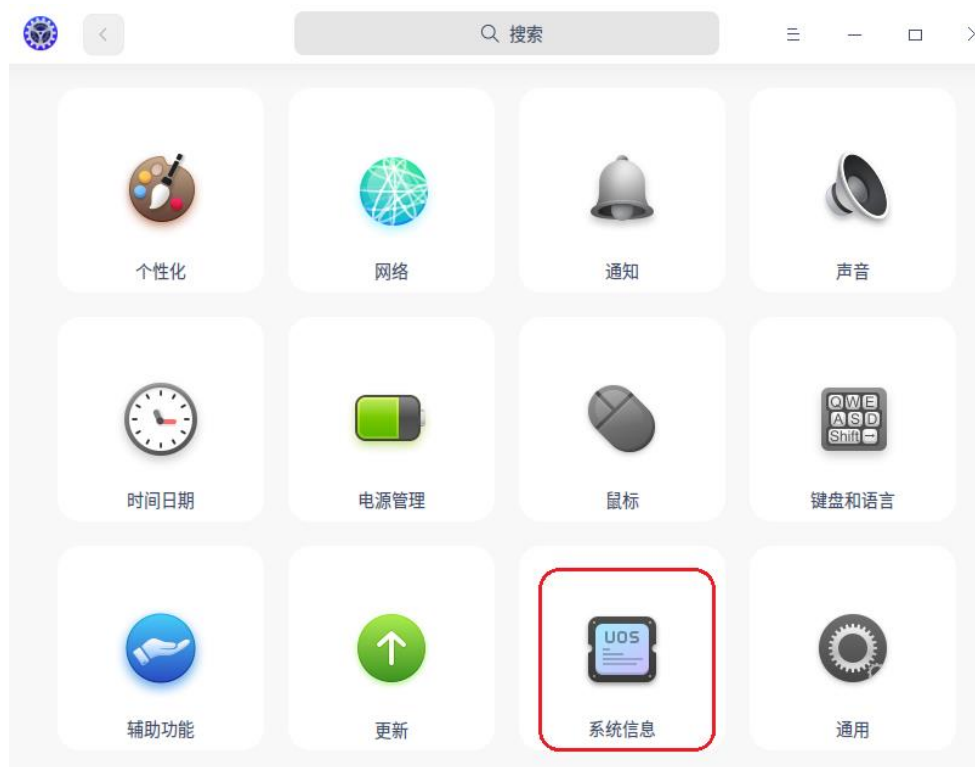 搜索
个性化 网络 通知 声音
QWE
ASD
Shift→
时间日期 电源管理 鼠标 键盘和语言
UOS
辅助功能 更新 系统信息 通用